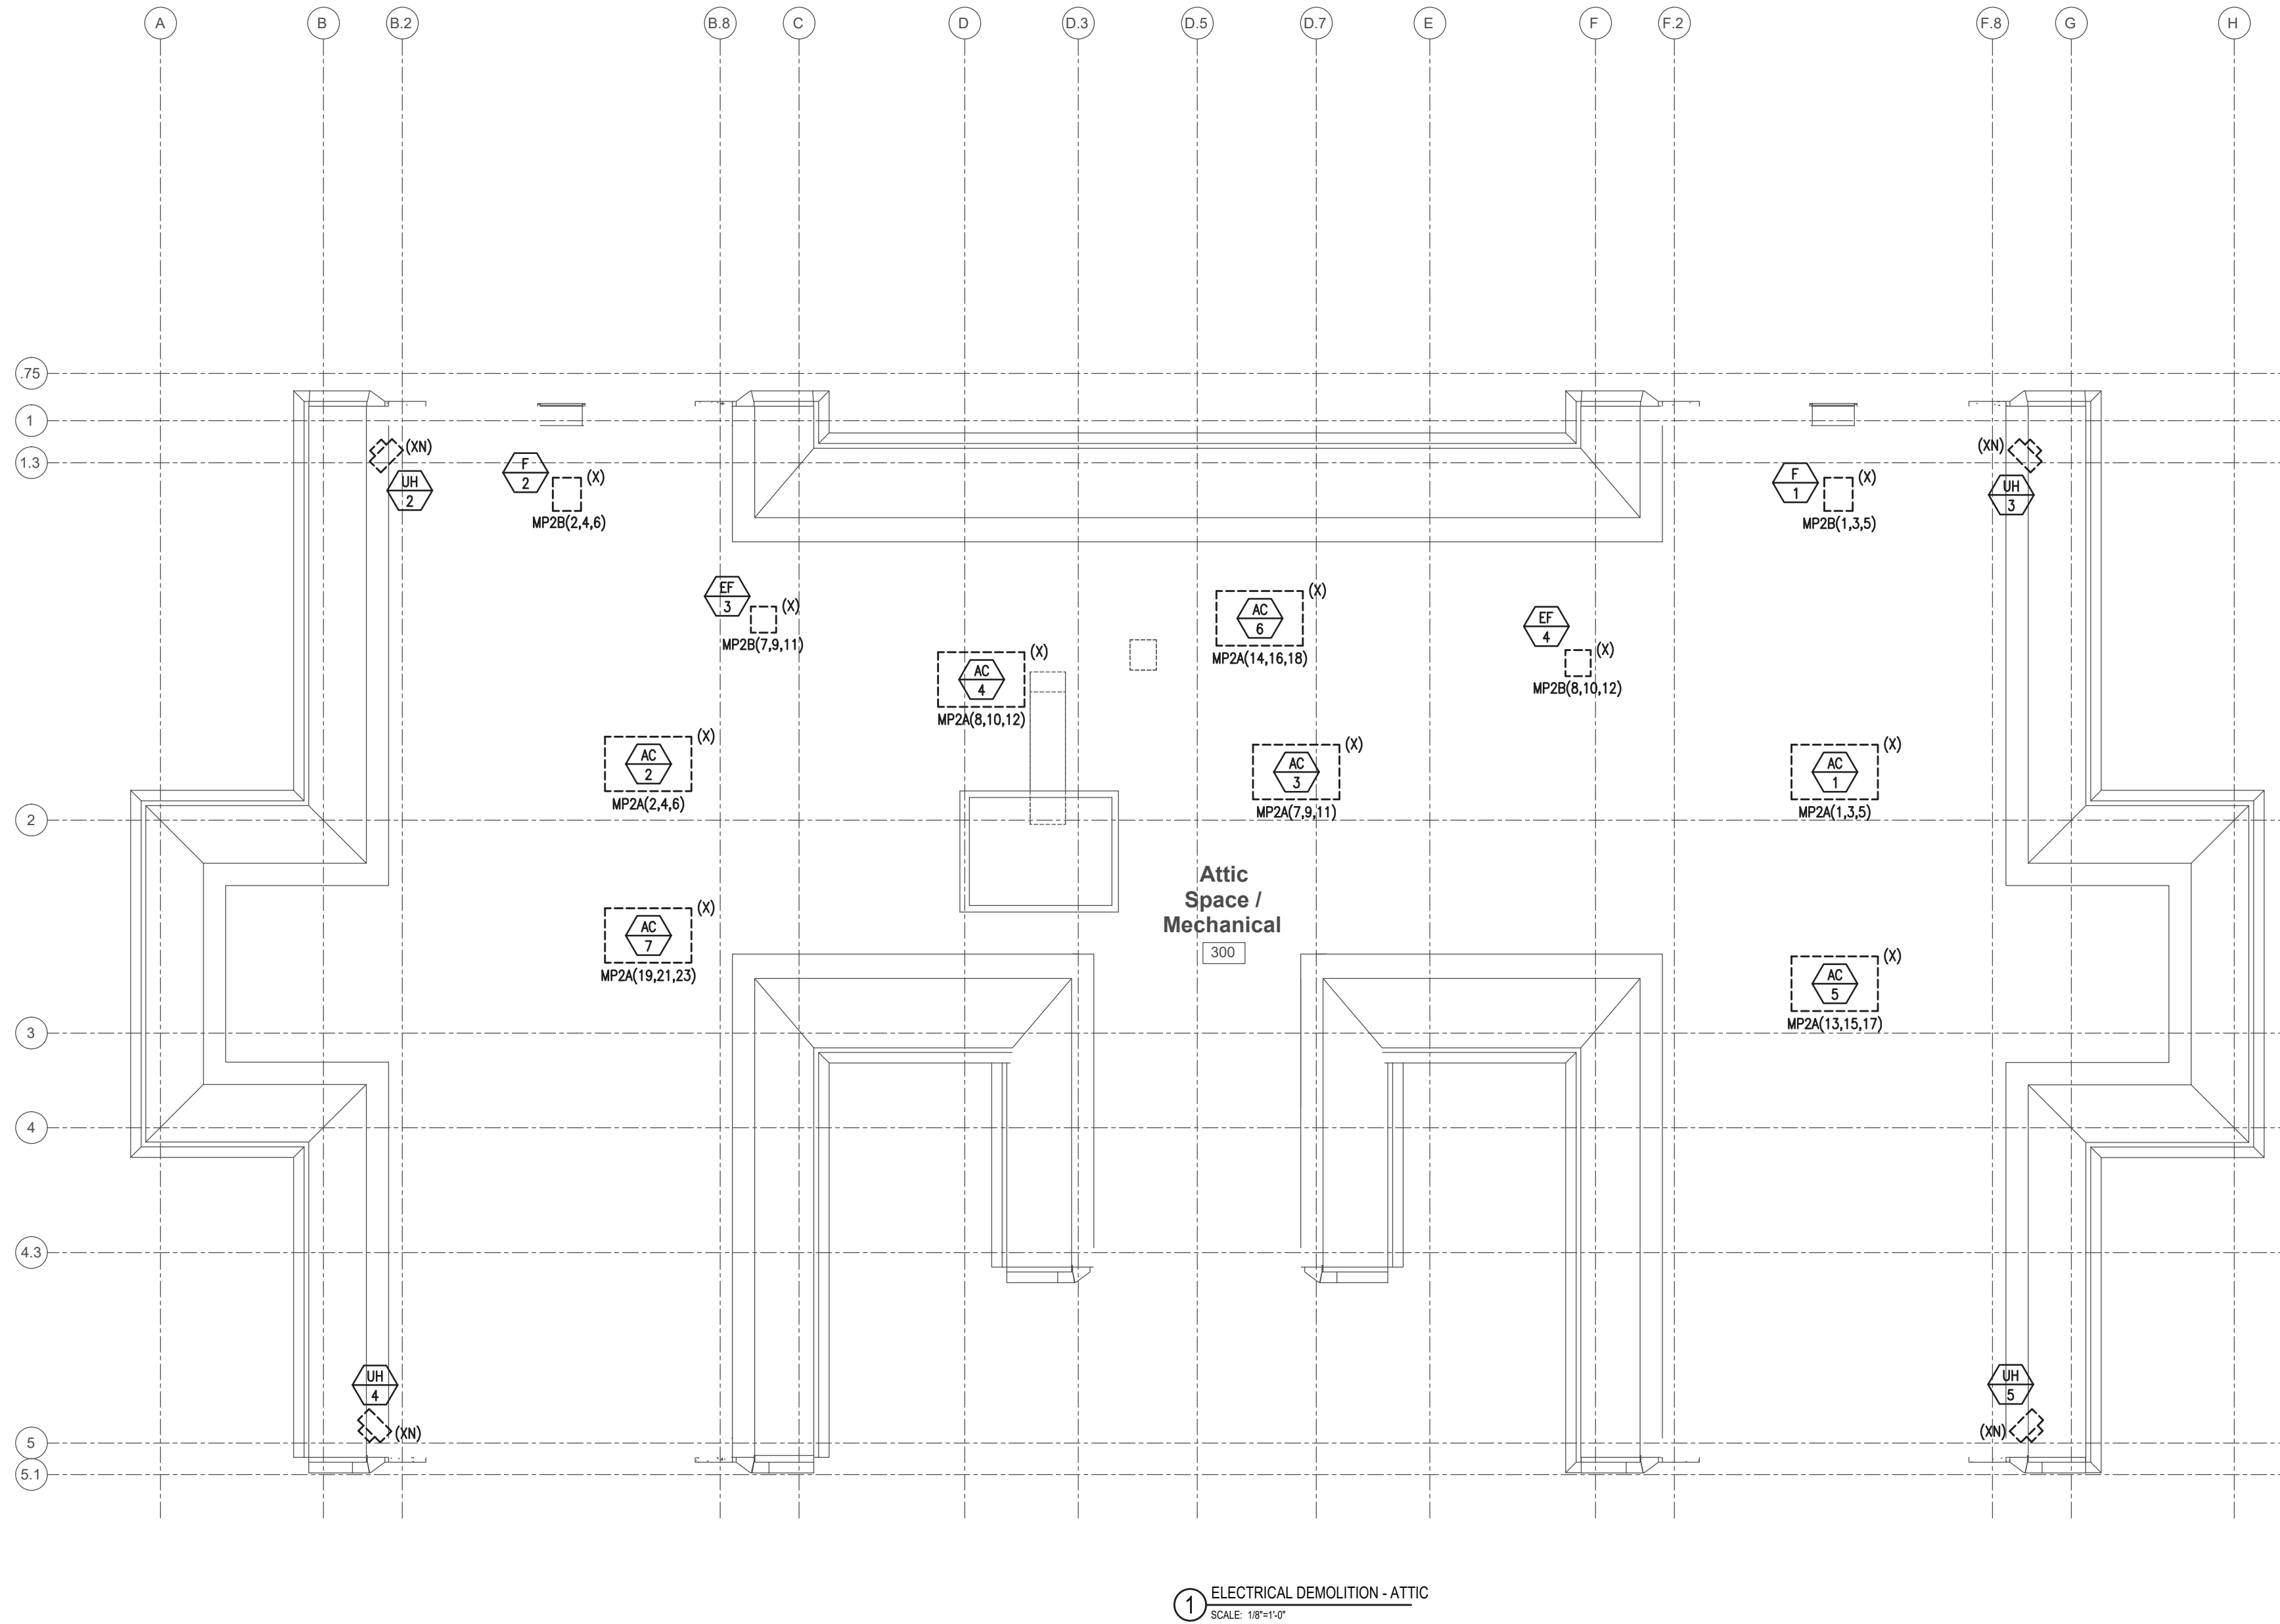 A B B.2 B.8 C D D.3 D.5 D.7 E F F.2 F.8 G H
.75
1
1.3
(XN)
UH
2
F
2
(X)
MP2B(2,4,6)
F
1
(X)
MP2B(1,3,5)
(XN)
UH
3
EF
3
(X)
MP2B(7,9,11)
AC
4
(X)
MP2A(8,10,12)
AC
6
(X)
MP2A(14,16,18)
EF
4
(X)
MP2B(8,10,12)
AC
2
(X)
MP2A(2,4,6)
AC
3
(X)
MP2A(7,9,11)
AC
1
(X)
MP2A(1,3,5)
2
Attic
Space /
Mechanical
300
AC
7
(X)
MP2A(19,21,23)
AC
5
(X)
MP2A(13,15,17)
3
4
4.3
UH
4
(XN)
UH
5
(XN)
5
5.1
1
ELECTRICAL DEMOLITION - ATTIC
SCALE: 1/8"=1'-0"